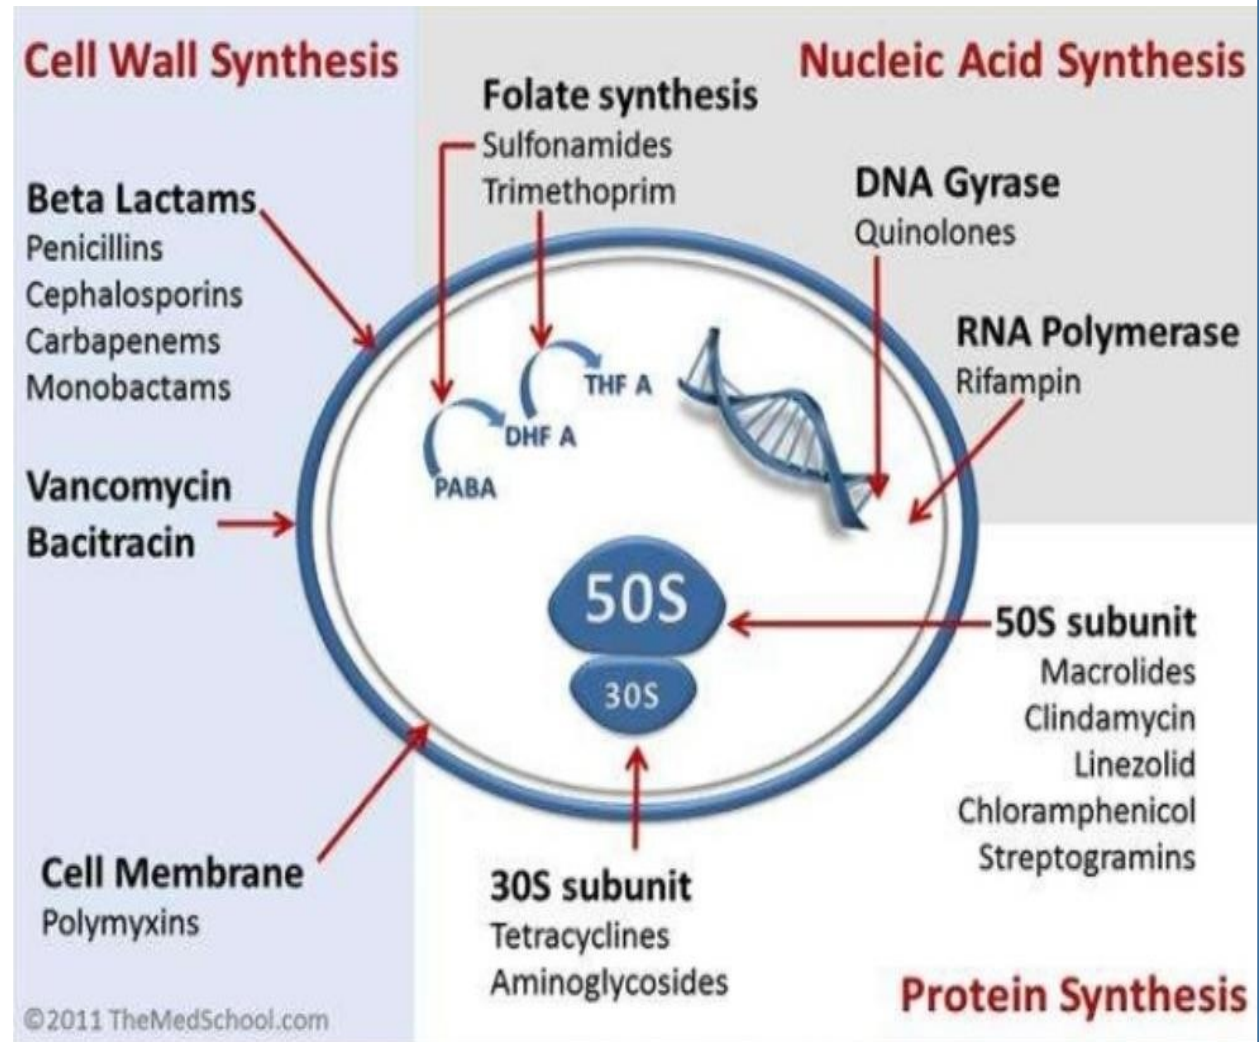 Cell Wall Synthesis
Beta Lactams
Penicillins
Cephalosporins
Carbapenems
Monobactams
Vancomycin
Bacitracin
Cell Membrane
Polymyxins
©2011 TheMedSchool.com
Nucleic Acid Synthesis
Folate synthesis
Sulfonamides
Trimethoprim
DNA Gyrase
Quinolones
RNA Polymerase
Rifampin
THF A
DHF A
PABA
50S
30S
50S subunit
Macrolides
Clindamycin
Linezolid
Chloramphenicol
Streptogramins
30S subunit
Tetracyclines
Aminoglycosides
Protein Synthesis